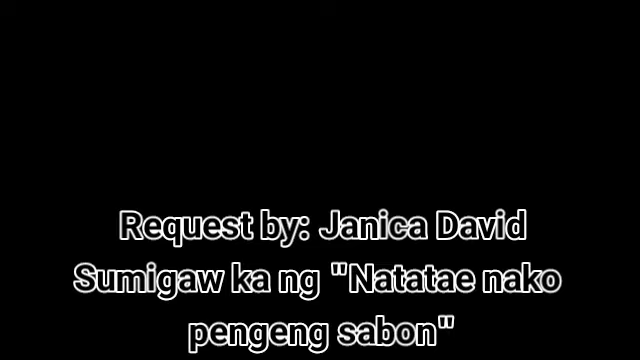 Request by: Janica David
Sumigaw ka ng "Natatae nako
pengeng sabon"